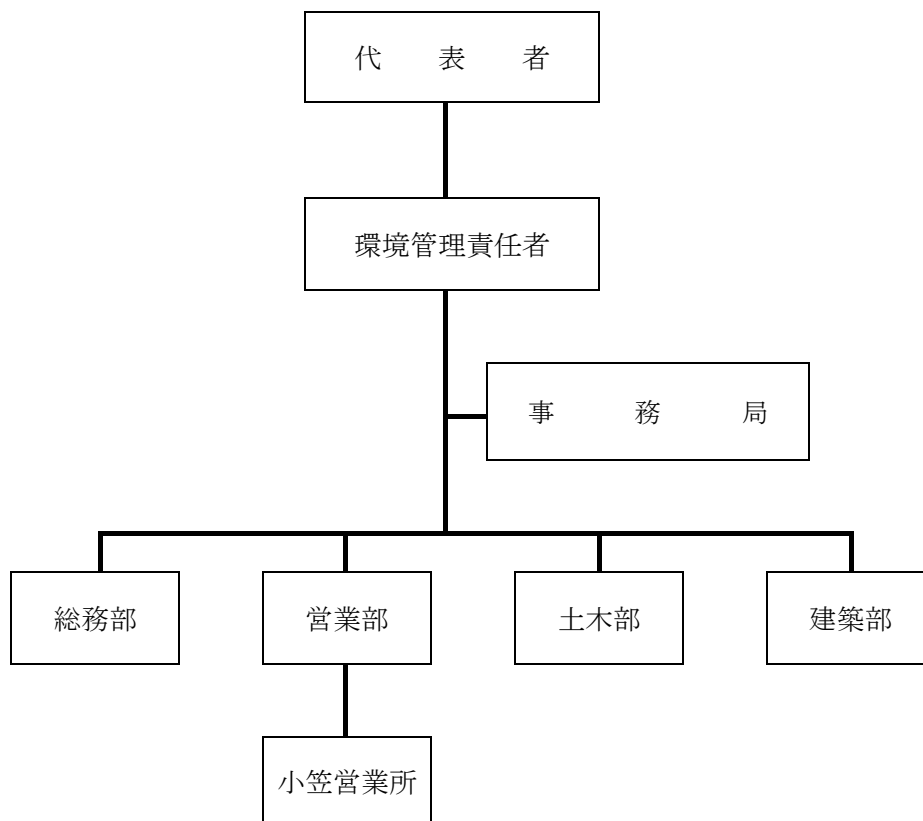 代表者
環境管理責任者
事務局
総務部
営業部
土木部
建築部
小笠営業所